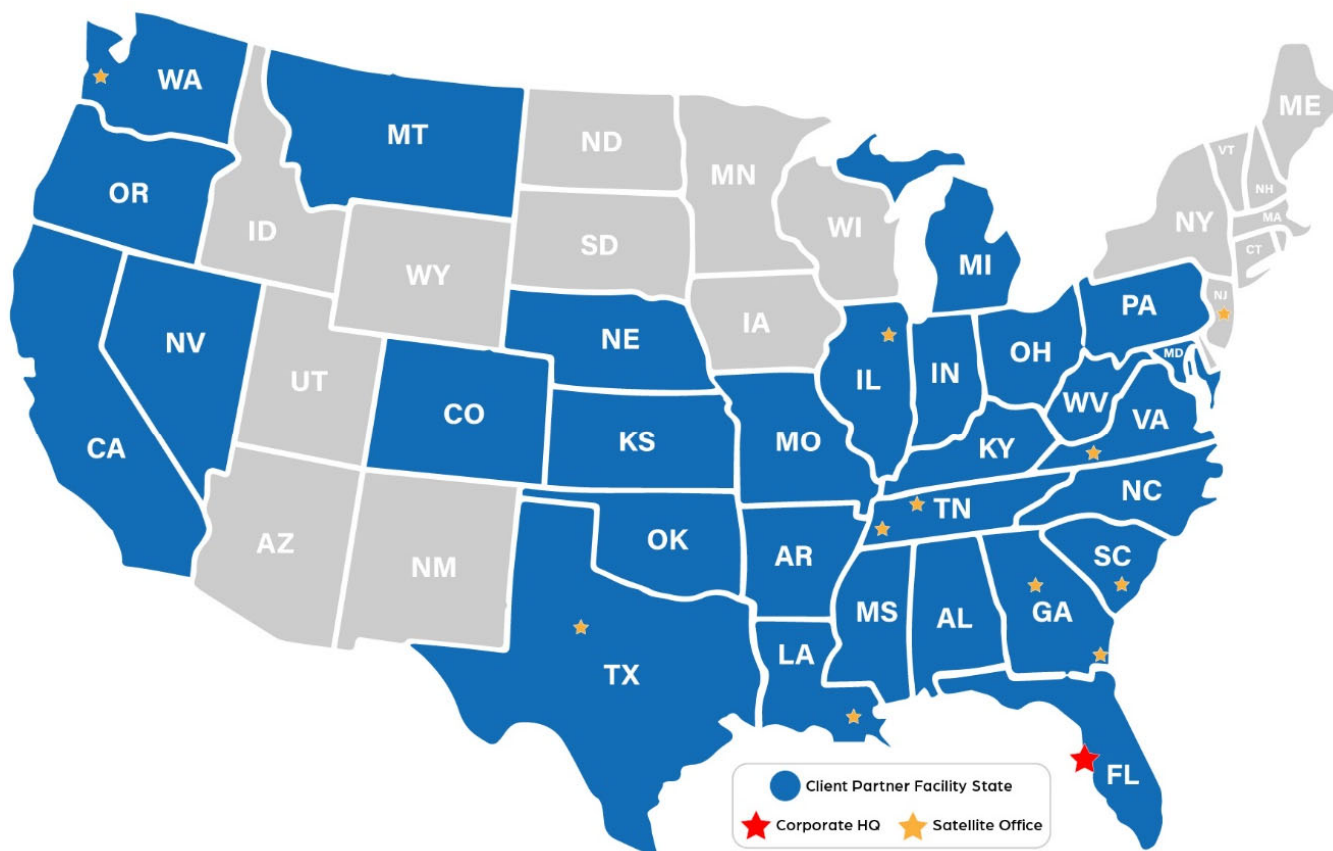 WA
MT
ND
MN
ME
VT
NH
OR
ID
SD
WI
NY
MA
CT
WY
MI
NV
UT
NE
IA
PA
NJ
CA
CO
KS
MO
IL
IN
OH
MD
WV
VA
KY
AZ
NM
OK
AR
TN
NC
SC
TX
LA
MS
AL
GA
FL
Client Partner Facility State
Corporate HQ
Satellite Office